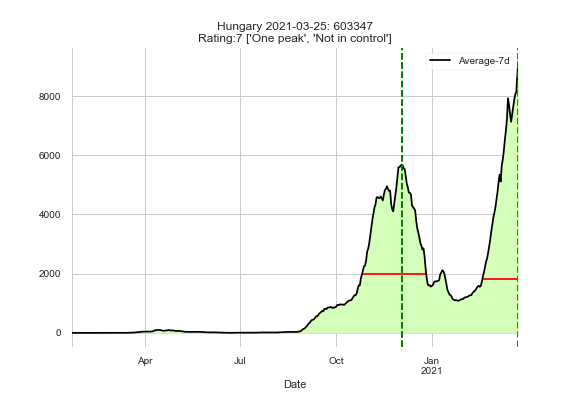 Hungary 2021-03-25: 603347
Rating:7 ['One peak', 'Not in control']
Average-7d
8000
6000
4000
2000
0
Apr
Jul
Oct
Jan
2021
Date